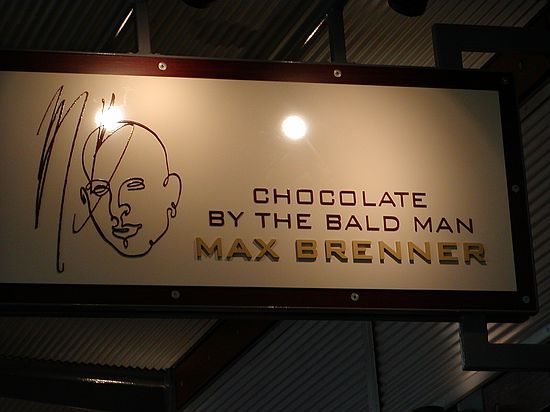 CHOCOLATE
BY THE BALD MAN
MAX BRENNER